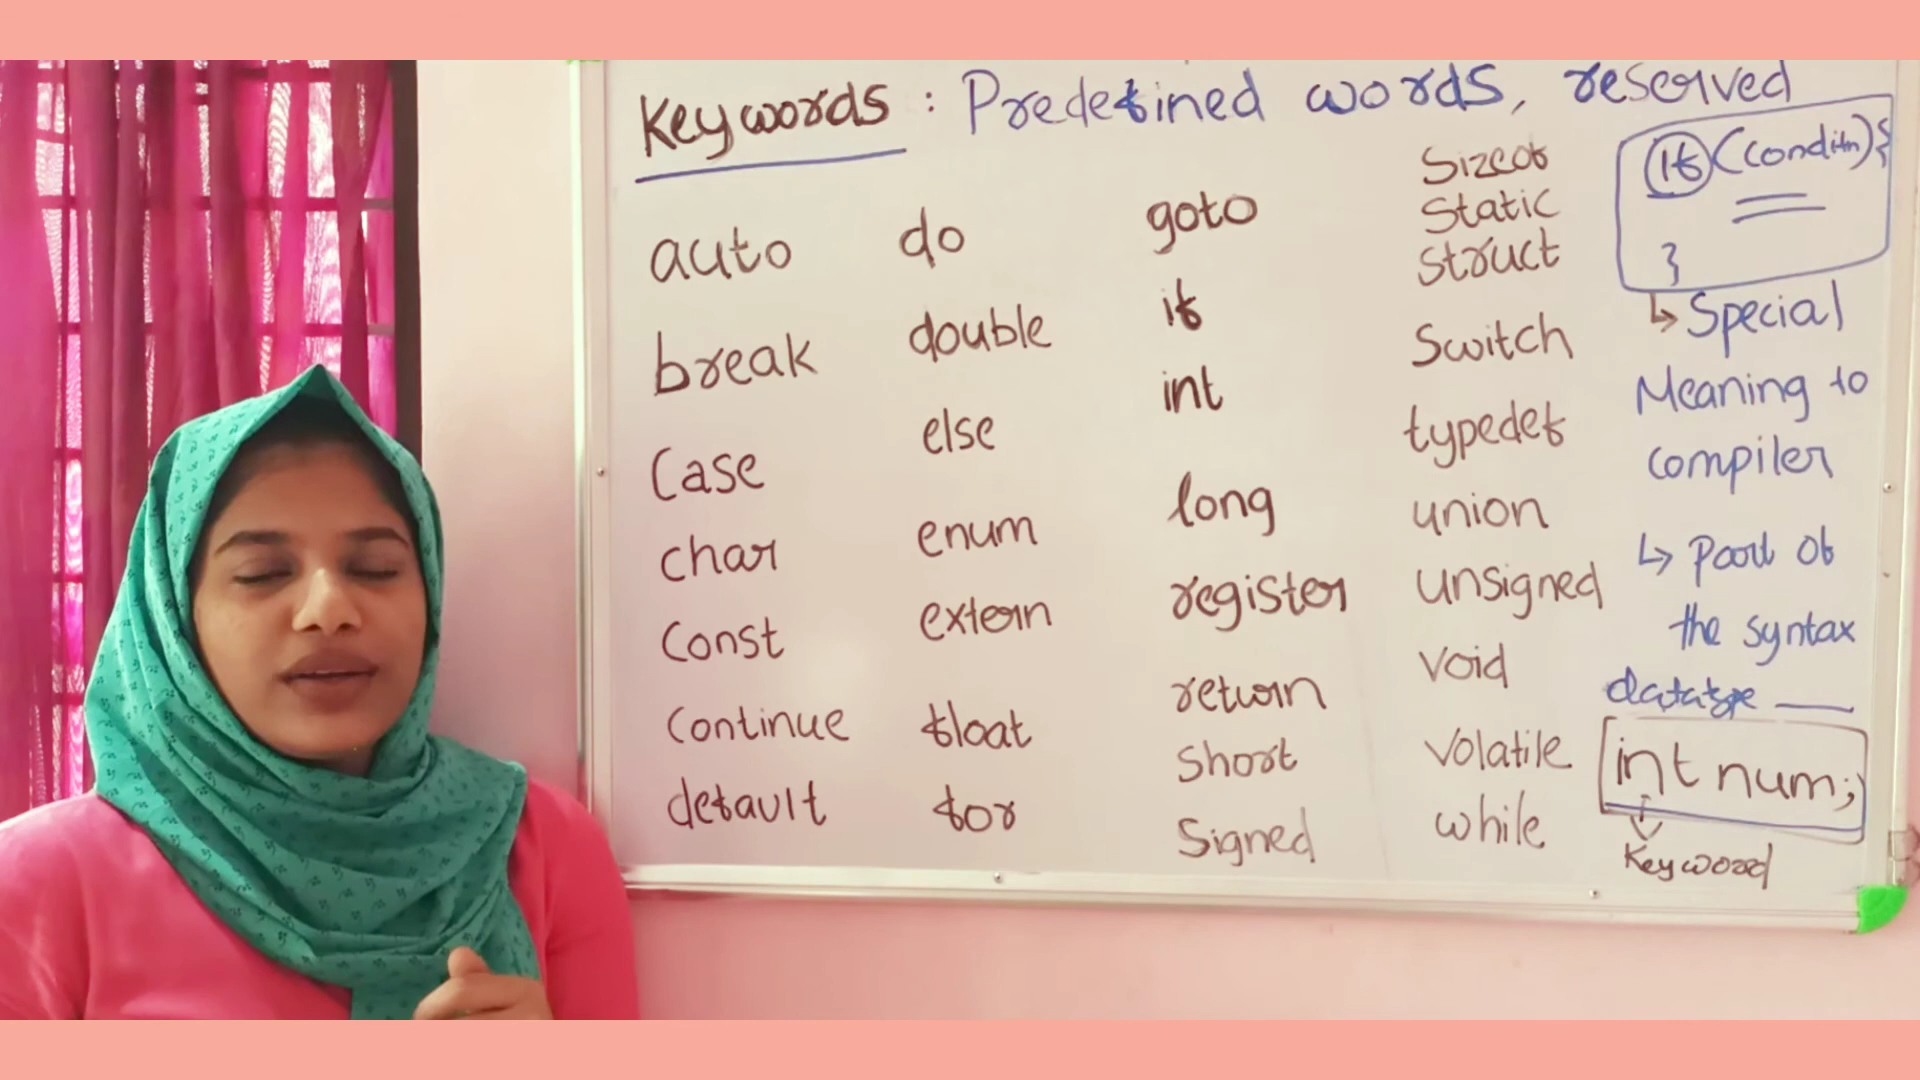 Keywords : Predefined words, reserved
auto
break
Case
char
Const
Continue
default
do
double
else
enum
extern
float
for
goto
if
int
long
register
return
Short
Signed
Sizeof
Static
Struct
Switch
typedef
union
unsigned
void
Volatile
while
If (Conditn) {
}
↳ Special
Meaning to
Compiler
↳ Part of
the syntax
datatype ___
int num;
Keyword